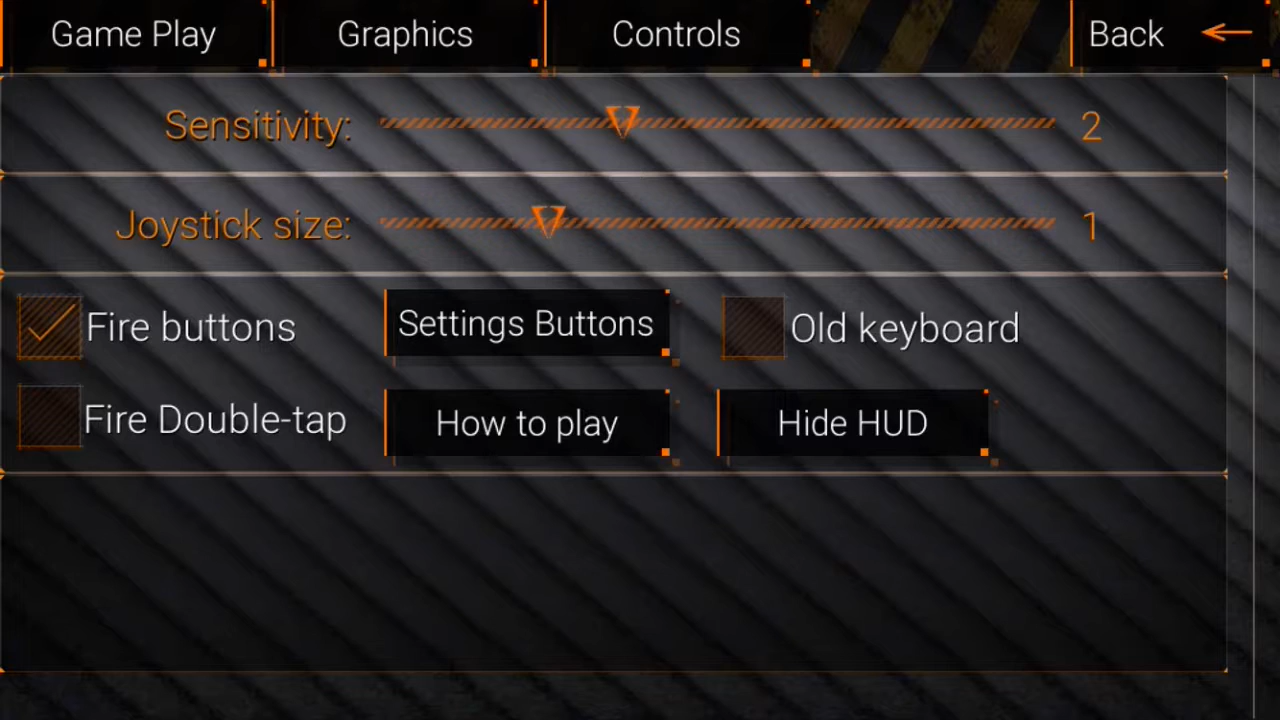 Game Play Graphics Controls Back
Sensitivity: 2
Joystick size: 1
Fire buttons Settings Buttons Old keyboard
Fire Double-tap How to play Hide HUD